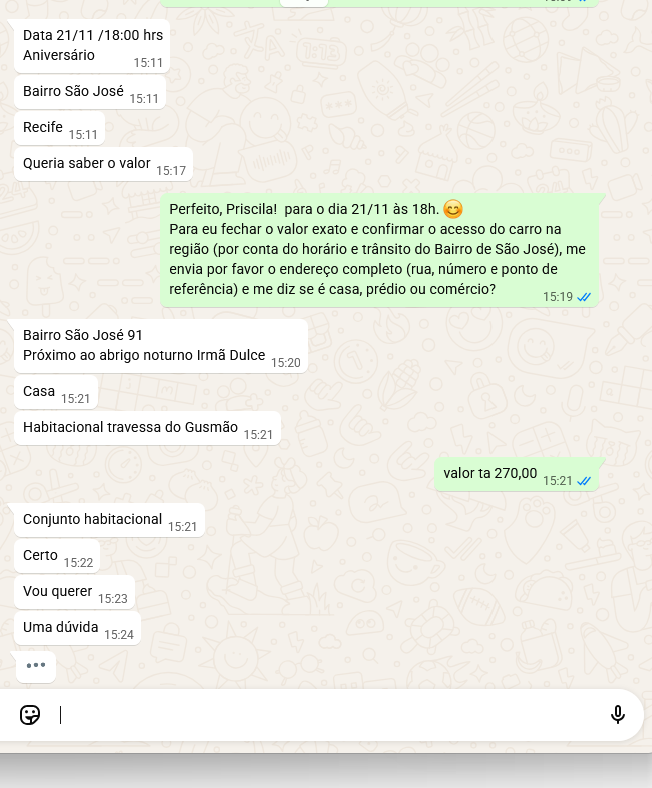 Data 21/11 /18:00 hrs
Aniversário 15:11
Bairro São José 15:11
Recife 15:11
Queria saber o valor 15:17
Perfeito, Priscila!  para o dia 21/11 às 18h. 😊
Para eu fechar o valor exato e confirmar o acesso do carro na
região (por conta do horário e trânsito do Bairro de São José), me
envia por favor o endereço completo (rua, número e ponto de
referência) e me diz se é casa, prédio ou comércio? 15:19
Bairro São José 91
Próximo ao abrigo noturno Irmã Dulce 15:20
Casa 15:21
Habitacional travessa do Gusmão 15:21
valor ta 270,00 15:21
Conjunto habitacional 15:21
Certo 15:22
Vou querer 15:23
Uma dúvida 15:24